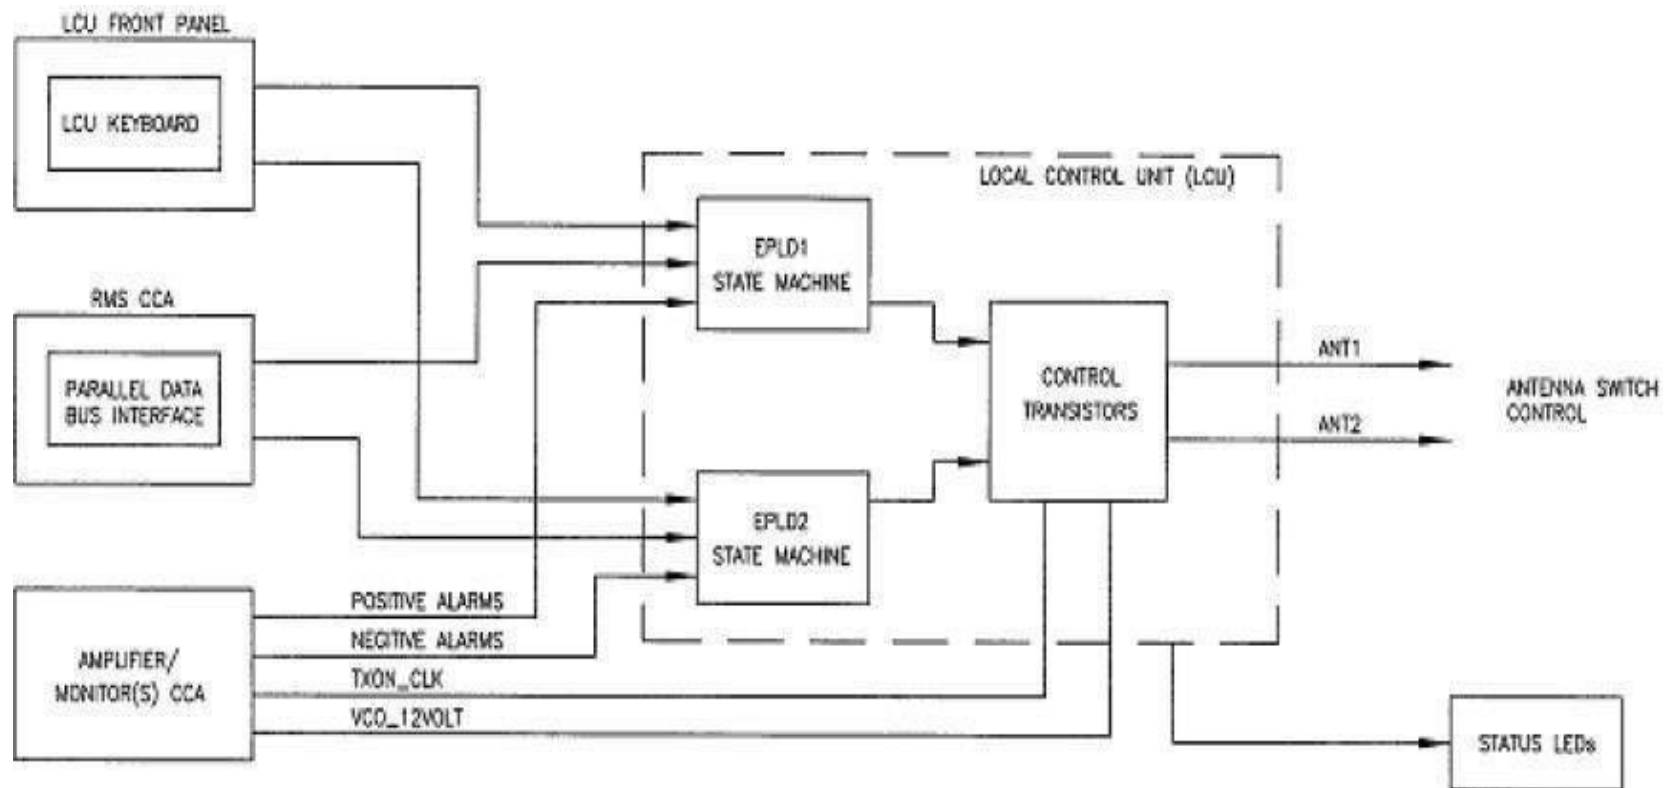 LCU FRONT PANEL
LCU KEYBOARD
RMS CCA
PARALLEL DATA
BUS INTERFACE
AMPLIFIER/
MONITOR(S) CCA
POSITIVE ALARMS
NEGITIVE ALARMS
TXON_CLK
VCO_12VOLT
LOCAL CONTROL UNIT (LCU)
EPLD1
STATE MACHINE
EPLD2
STATE MACHINE
CONTROL
TRANSISTORS
ANT1
ANT2
ANTENNA SWITCH
CONTROL
STATUS LEDs